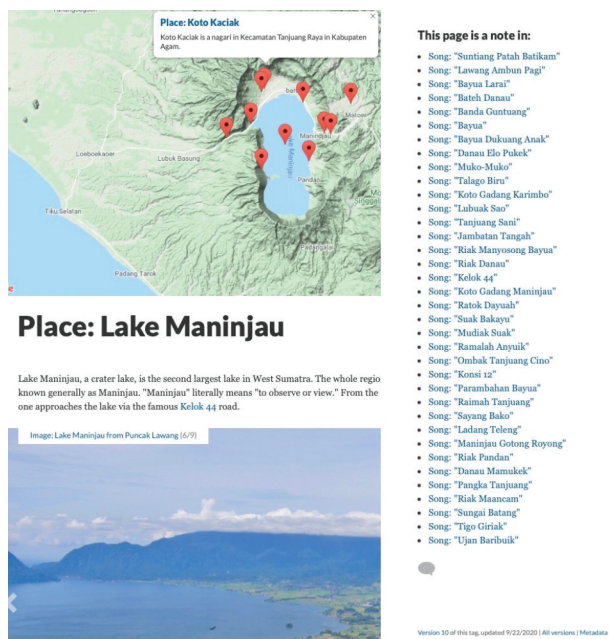 Place: Koto Kaciak
Koto Kaciak is a nagari in Kecamatan Tanjuang Raya in Kabupaten
Agam.
Matoer
Maninjau
Loeboekaoer
Lubuk Basung
Lake Maninjau
Pandan
Tiku Selatan
Padanggalai
Padang Tarok
Place: Lake Maninjau
Lake Maninjau, a crater lake, is the second largest lake in West Sumatra. The whole regio
known generally as Maninjau. "Maninjau" literally means "to observe or view." From the
one approaches the lake via the famous Kelok 44 road.
Image: Lake Maninjau from Puncak Lawang (6/9)
This page is a note in:
Song: "Suntiang Patah Batikam"
Song: "Lawang Ambun Pagi"
Song: "Bayua Larai"
Song: "Bateh Danau"
Song: "Banda Guntuang"
Song: "Bayua"
Song: "Bayua Dukuang Anak"
Song: "Danau Elo Pukek"
Song: "Muko-Muko"
Song: "Talago Biru"
Song: "Koto Gadang Karimbo"
Song: "Lubuak Sao"
Song: "Tanjuang Sani"
Song: "Jambatan Tangah"
Song: "Riak Manyosong Bayua"
Song: "Riak Danau"
Song: "Kelok 44"
Song: "Koto Gadang Maninjau"
Song: "Ratok Dayuah"
Song: "Suak Bakayu"
Song: "Mudiak Suak"
Song: "Ramalah Anyuik"
Song: "Ombak Tanjuang Cino"
Song: "Konsi 12"
Song: "Parambahan Bayua"
Song: "Raimah Tanjuang"
Song: "Sayang Bako"
Song: "Ladang Teleng"
Song: "Maninjau Gotong Royong"
Song: "Riak Pandan"
Song: "Danau Mamukek"
Song: "Pangka Tanjuang"
Song: "Riak Maancam"
Song: "Sungai Batang"
Song: "Tigo Giriak"
Song: "Ujan Baribuik"
Version 10 of this tag, updated 9/22/2020 | All versions | Metadata